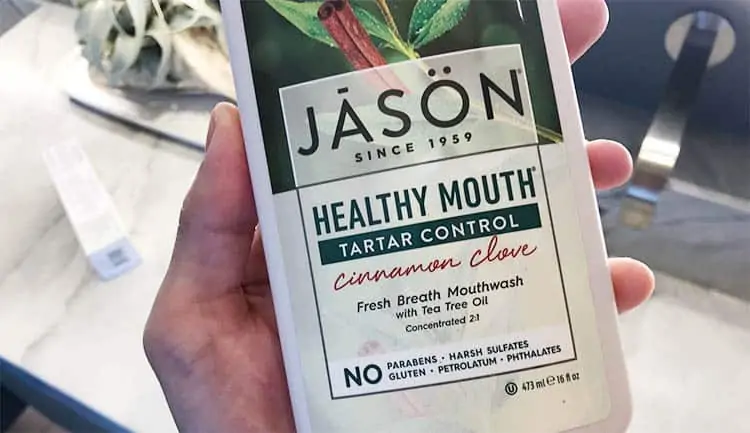 JĀSÖN®
SINCE 1959
HEALTHY MOUTH®
TARTAR CONTROL
cinnamon clove
Fresh Breath Mouthwash
with Tea Tree Oil
Concentrated 2:1
NO PARABENS · HARSH SULFATES
GLUTEN · PETROLATUM · PHTHALATES
Ⓤ 473 ml ℮ 16 fl oz